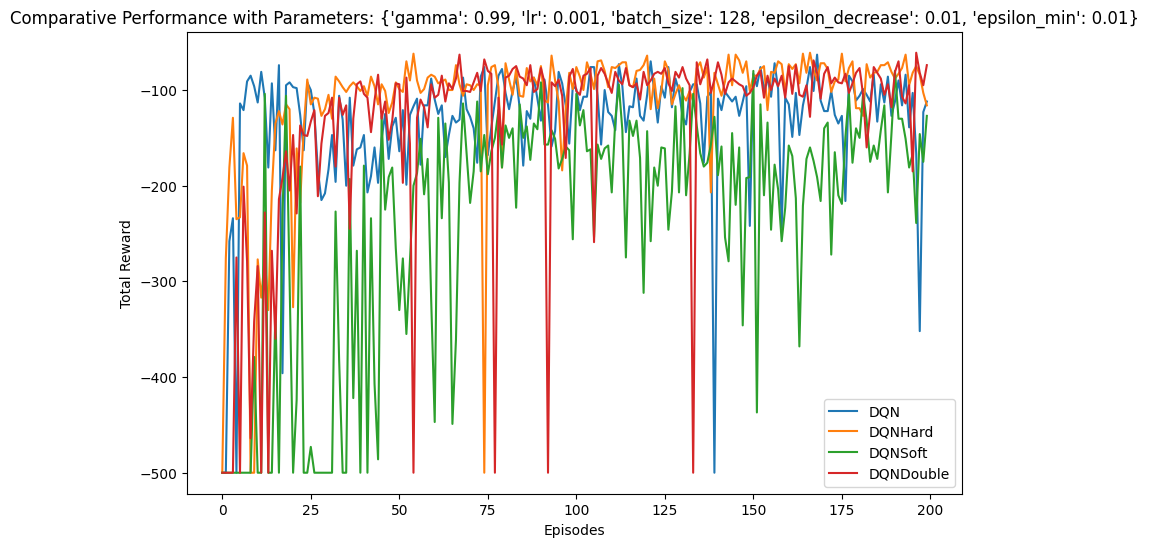 Comparative Performance with Parameters: {'gamma': 0.99, 'lr': 0.001, 'batch_size': 128, 'epsilon_decrease': 0.01, 'epsilon_min': 0.01}
Total Reward
−100
−200
−300
−400
−500
0
25
50
75
100
125
150
175
200
Episodes
DQN
DQNHard
DQNSoft
DQNDouble